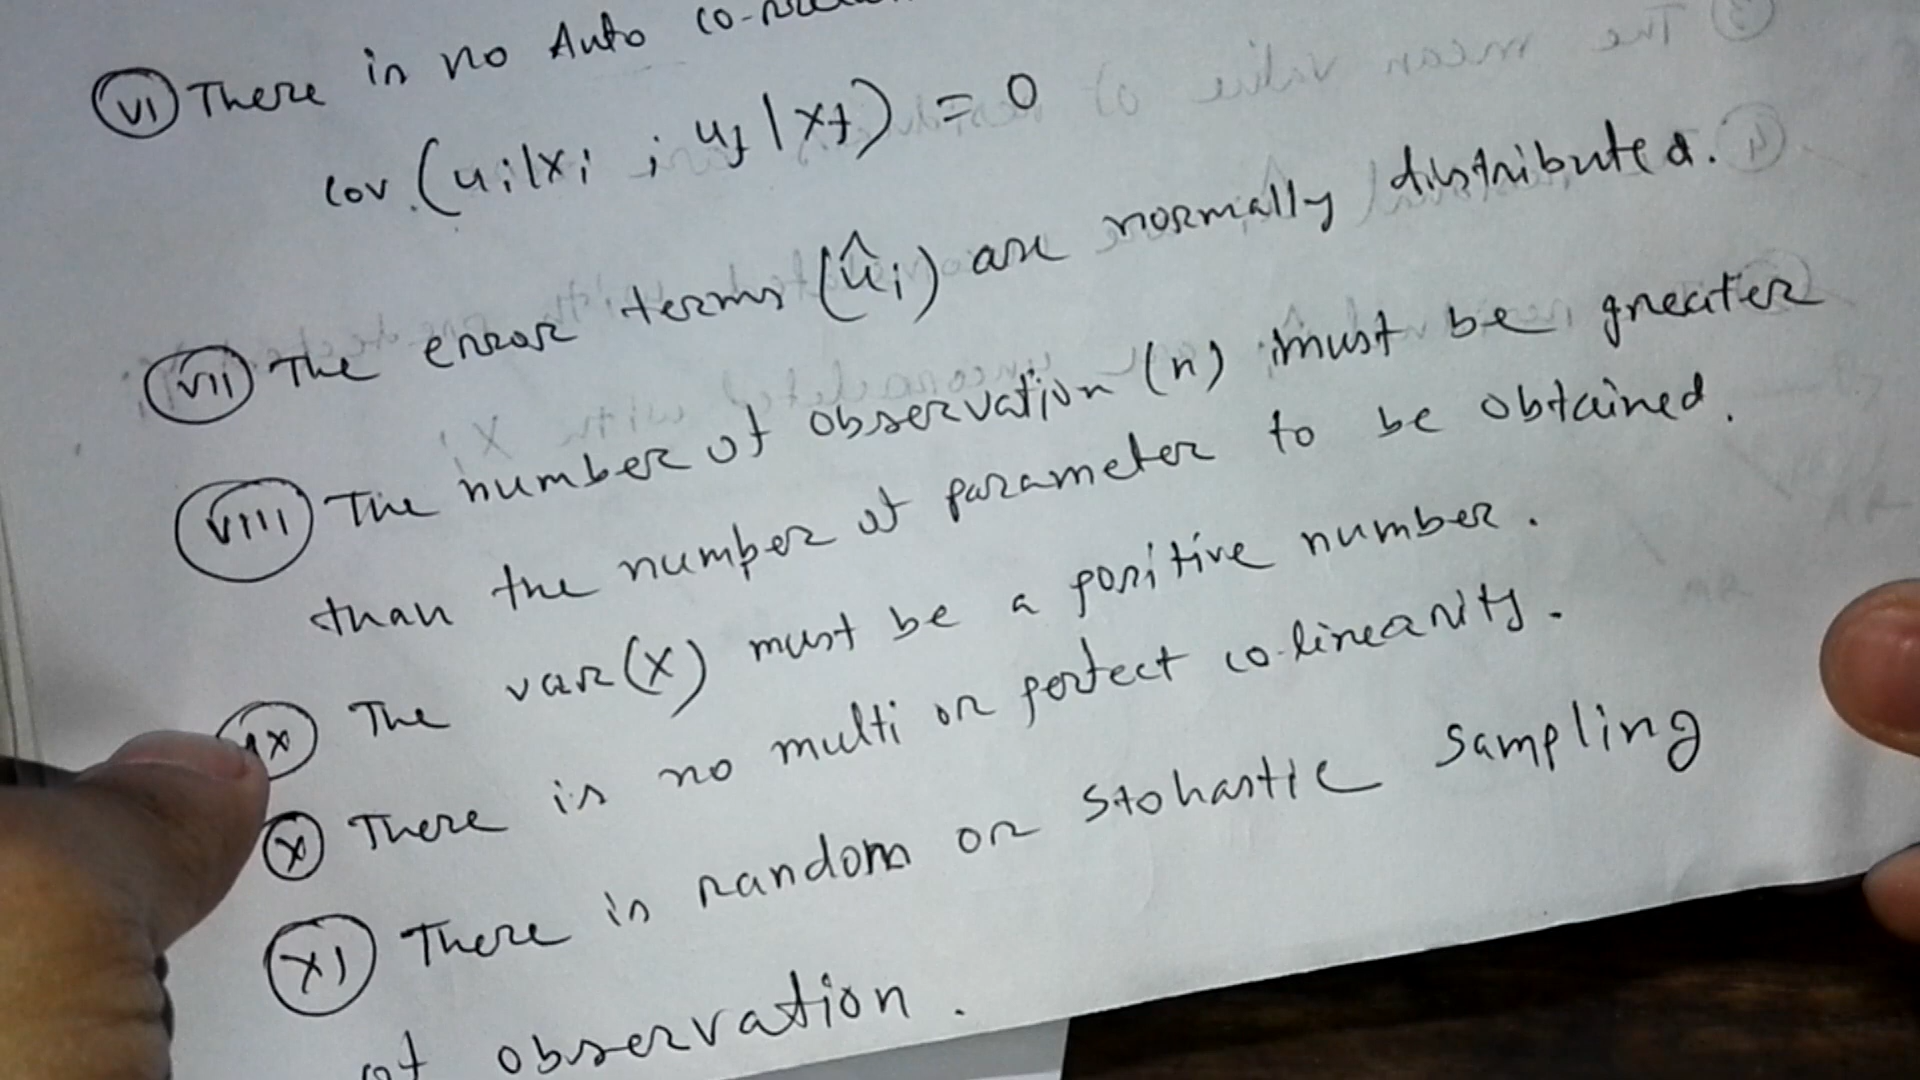 (vi) There is no Auto
cov. (ui|xi ; uj|xj) = 0
(vii) The error terms (ûi) are normally distributed.
(viii) The number of observation (n) must be greater
than the number of parameter to be obtained.
(ix) The var(X) must be a positive number.
(x) There is no multi or perfect co-linearity.
(xi) There is random or stohastic sampling
of observation.